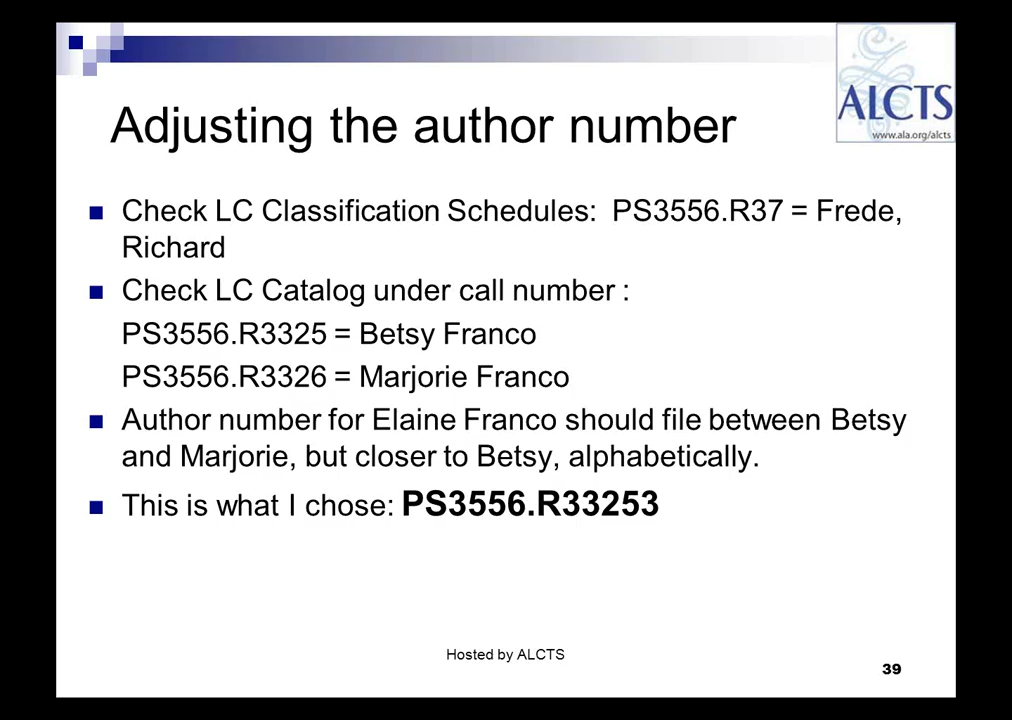 ALCTS
www.ala.org/alcts
Adjusting the author number
Check LC Classification Schedules: PS3556.R37 = Frede,
Richard
Check LC Catalog under call number :
PS3556.R3325 = Betsy Franco
PS3556.R3326 = Marjorie Franco
Author number for Elaine Franco should file between Betsy
and Marjorie, but closer to Betsy, alphabetically.
This is what I chose: PS3556.R33253
Hosted by ALCTS
39